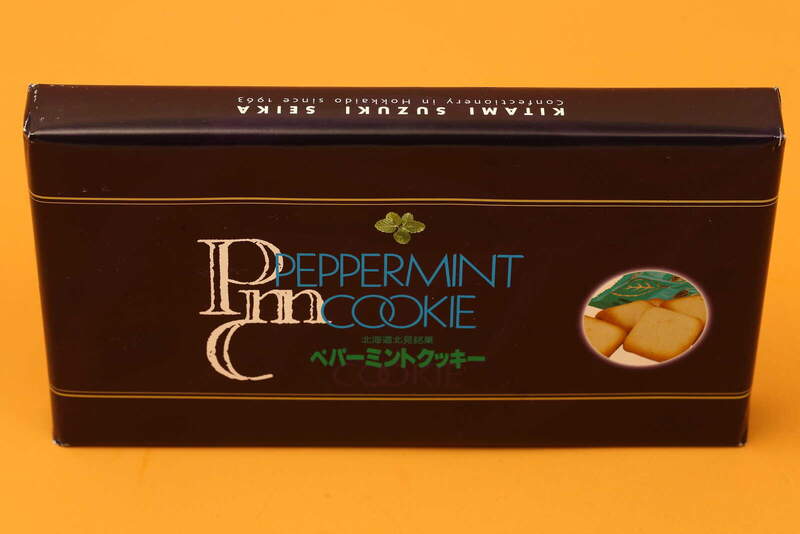 KITAMI SUZUKI SEIKA
Confectionery in Hokkaido since 1963
Pm
C
PEPPERMINT
COOKIE
北海道北見銘菓
ペパーミントクッキー
COOKIE